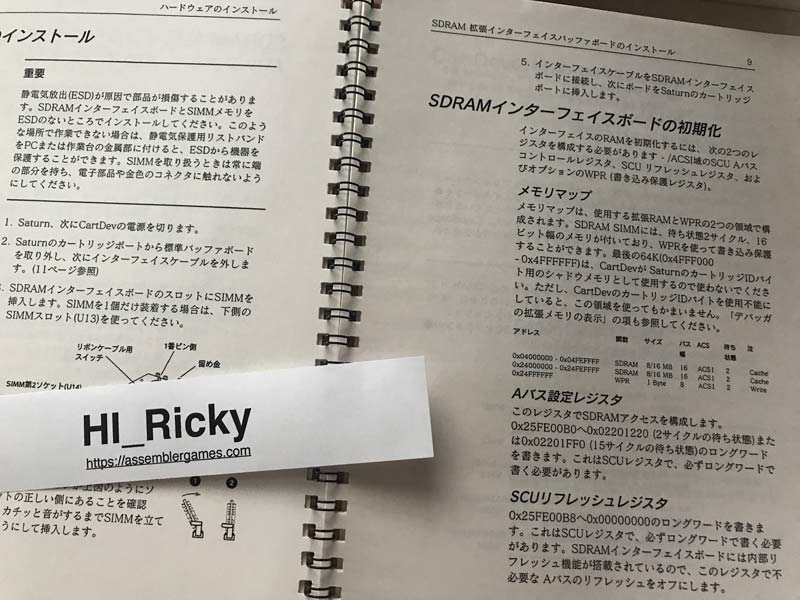 ハードウェアのインストール
のインストール
重要
静電気放出(ESD)が原因で部品が損傷することがありま
す。SDRAMインターフェイスボードとSIMMメモリを
ESDのないところでインストールしてください。このよう
な場所で作業できない場合は、静電気保護用リストバンド
をPCまたは作業台の金属部に付けると、ESDから機器を
保護することができます。SIMMを取り扱うときは常に端
の部分を持ち、電子部品や金色のコネクタに触れないよう
にしてください。
1. Saturn、次にCartDevの電源を切ります。
2. Saturnのカートリッジポートから標準バッファボード
を取り外し、次にインターフェイスケーブルを外しま
す。(11ページ参照)
SDRAMインターフェイスボードのスロットにSIMMを
挿入します。SIMMを1個だけ装着する場合は、下側の
SIMMスロット(U13)を使ってください。
リボンケーブル用
スイッチ
1番ピン側
留め金
SIMM第2ソケット(U14)
HI_Ricky
https://assemblergames.com
が上図のようにソ
ットの正しい側にあることを確認
カチッと音がするまでSIMMを立て
うにして挿入します。
1 2
SDRAM 拡張インターフェイスバッファボードのインストール
9
5. インターフェイスケーブルをSDRAMインターフェイス
ボードに接続し、次にボードをSaturnのカートリッジ
ポートに挿入します。
SDRAMインターフェイスボードの初期化
インターフェイスのRAMを初期化するには、次の2つのレ
ジスタを構成する必要があります - /ACSI域のSCU Aバス
コントロールレジスタ、SCU リフレッシュレジスタ、およ
びオプションのWPR (書き込み保護レジスタ)。
メモリマップ
メモリマップは、使用する拡張RAMとWPRの2つの領域で構
成されます。SDRAM SIMMには、待ち状態2サイクル、16
ビット幅のメモリが付いており、WPRを使って書き込み保護
することができます。最後の64K(0x4FFF000
- 0x4FFFFFF)は、CartDevが SaturnのカートリッジIDバイ
ト用のシャドウメモリとして使用するので使わないでくださ
い。ただし、CartDevのカートリッジIDバイトを使用不能に
していると、この領域を使ってもかまいません。「デバッガ
の拡張メモリの表示」の項も参照してください。
アドレス 関数 サイズ バス幅 ACS 待ち状態 注
0x04000000 - 0x04FEFFFF SDRAM 8/16 MB 16 ACS1 2 Cache
0x24000000 - 0x24FEFFFF SDRAM 8/16 MB 16 ACS1 2 Cache
0x24FFFFFF WPR 1 Byte 8 ACS1 2 Write
Aバス設定レジスタ
このレジスタでSDRAMアクセスを構成します。
0x25FE00B0へ0x02201220 (2サイクルの待ち状態)また
は0x02201FF0 (15サイクルの待ち状態)のロングワード
を書きます。これはSCUレジスタで、必ずロングワードで
書く必要があります。
SCUリフレッシュレジスタ
0x25FE00B8へ0x00000000のロングワードを書きま
す。これはSCUレジスタで、必ずロングワードで書く必要
があります。SDRAMインターフェイスボードには内部リ
フレッシュ機能が搭載されているので、このレジスタで不
必要な Aバスのリフレッシュをオフにします。